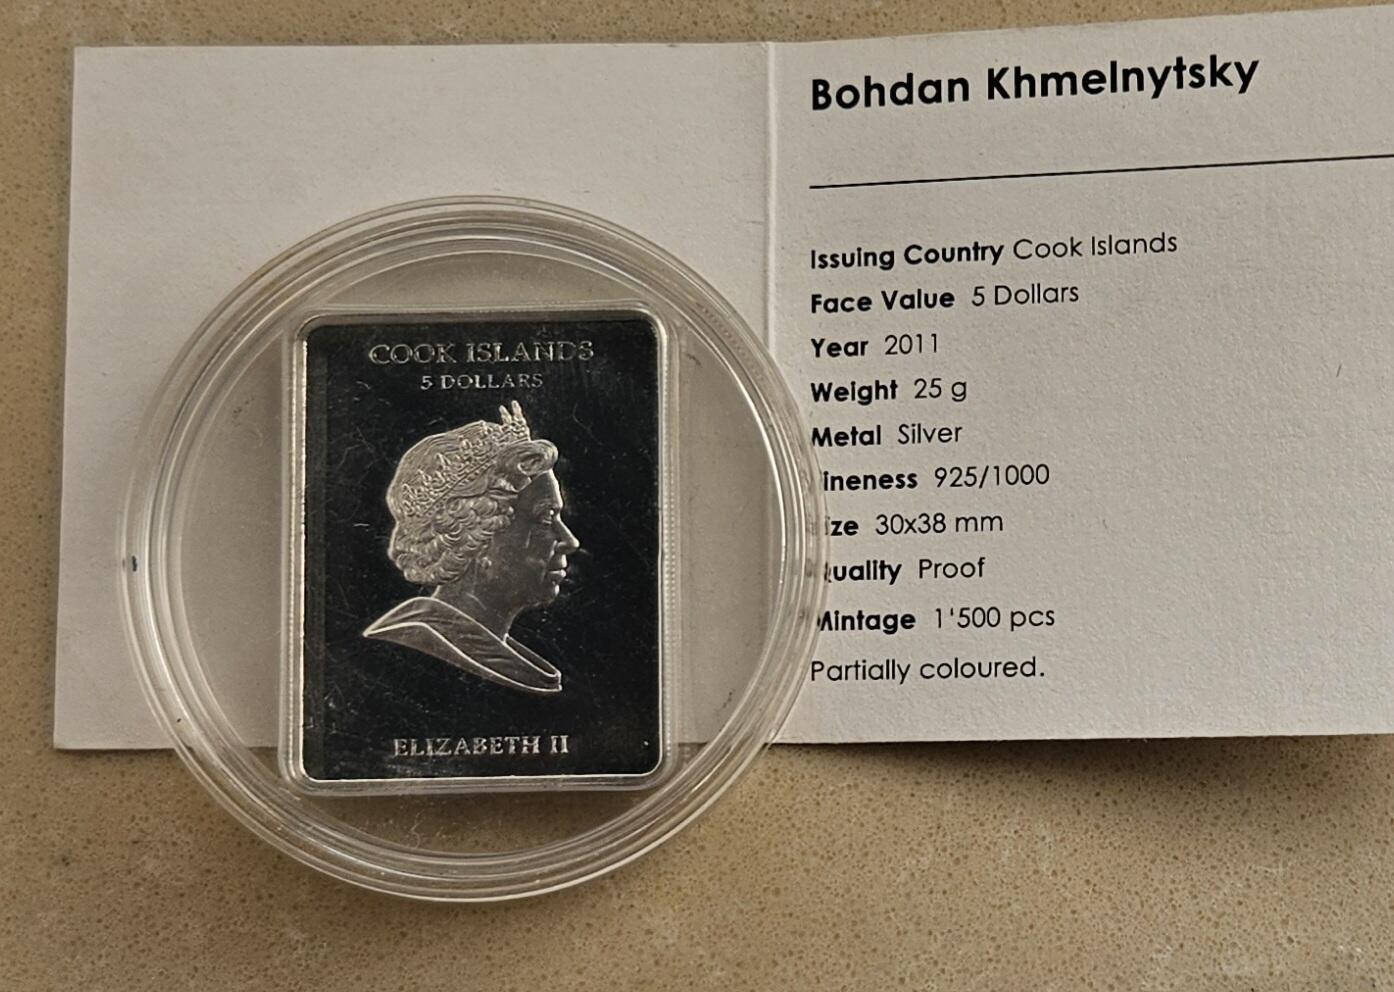 Bohdan Khmelnytsky
COOK ISLANDS
5 DOLLARS
ELIZABETH II
Issuing Country Cook Islands
Face Value 5 Dollars
Year 2011
Weight 25 g
Metal Silver
ineness 925/1000
ize 30x38 mm
uality Proof
Mintage 1'500 pcs
Partially coloured.